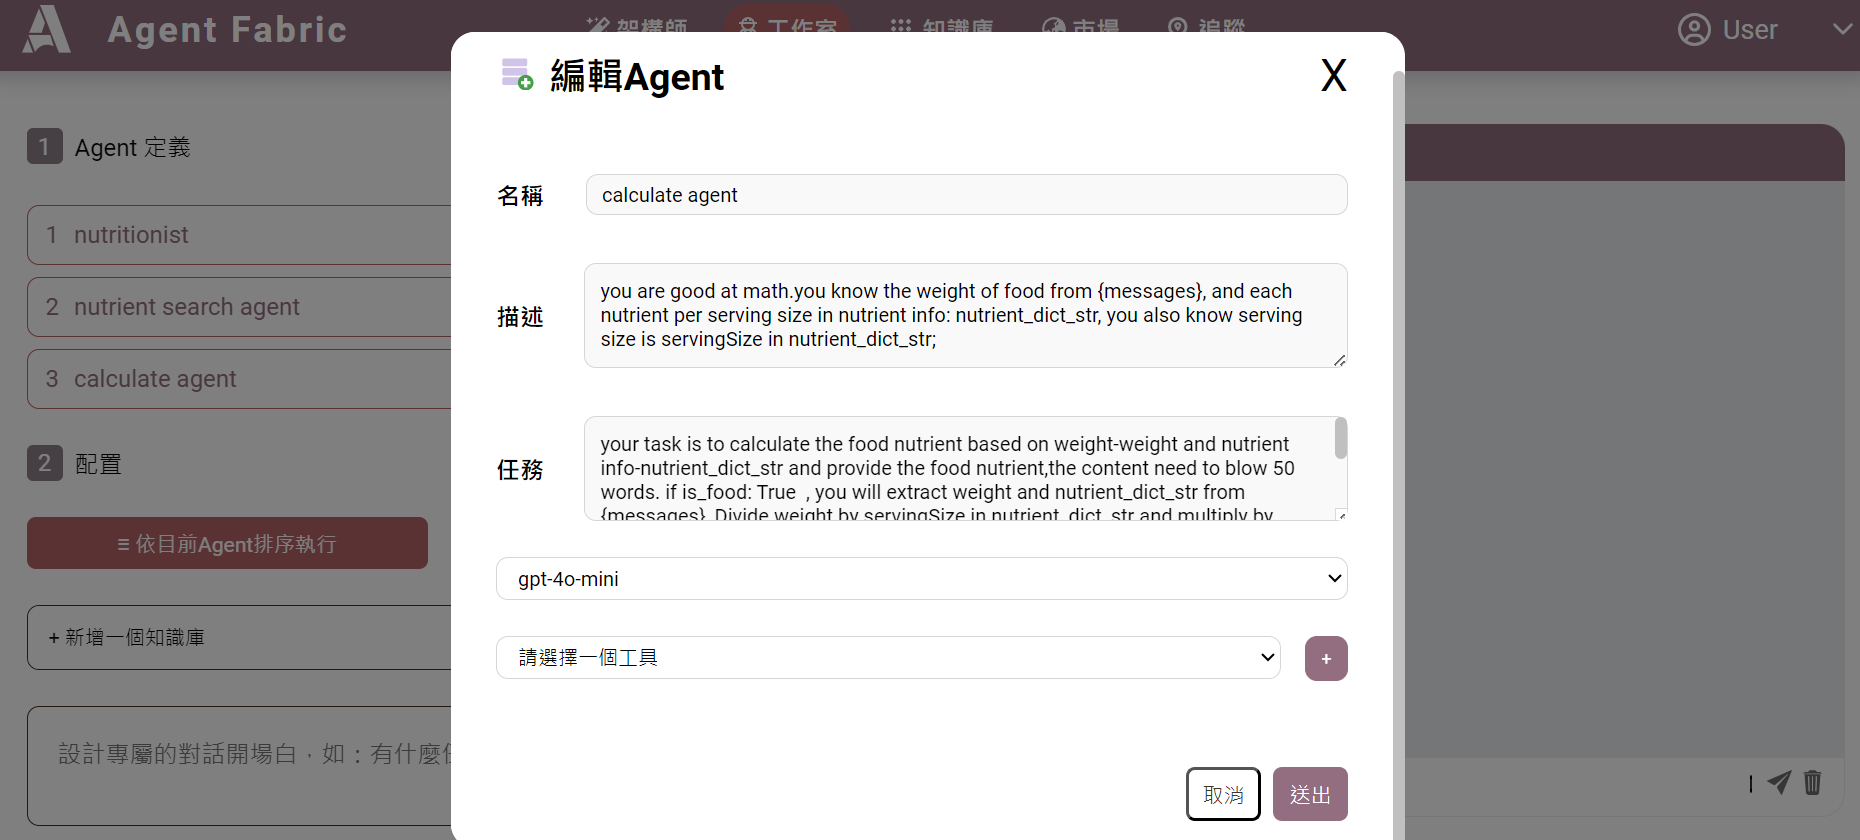 Agent Fabric
架構師
工作室
知識庫
市場
追蹤
User
編輯Agent
X
1 Agent 定義
1 nutritionist
2 nutrient search agent
3 calculate agent
2 配置
≡ 依目前Agent排序執行
+ 新增一個知識庫
設計專屬的對話開場白，如：有什麼
名稱
calculate agent
描述
you are good at math.you know the weight of food from {messages}, and each
nutrient per serving size in nutrient info: nutrient_dict_str, you also know serving
size is servingSize in nutrient_dict_str;
任務
your task is to calculate the food nutrient based on weight-weight and nutrient
info-nutrient_dict_str and provide the food nutrient,the content need to blow 50
words. if is_food: True , you will extract weight and nutrient_dict_str from
{messages}. Divide weight by servingSize in nutrient_dict_str and multiply by
gpt-4o-mini
請選擇一個工具
+
取消
送出